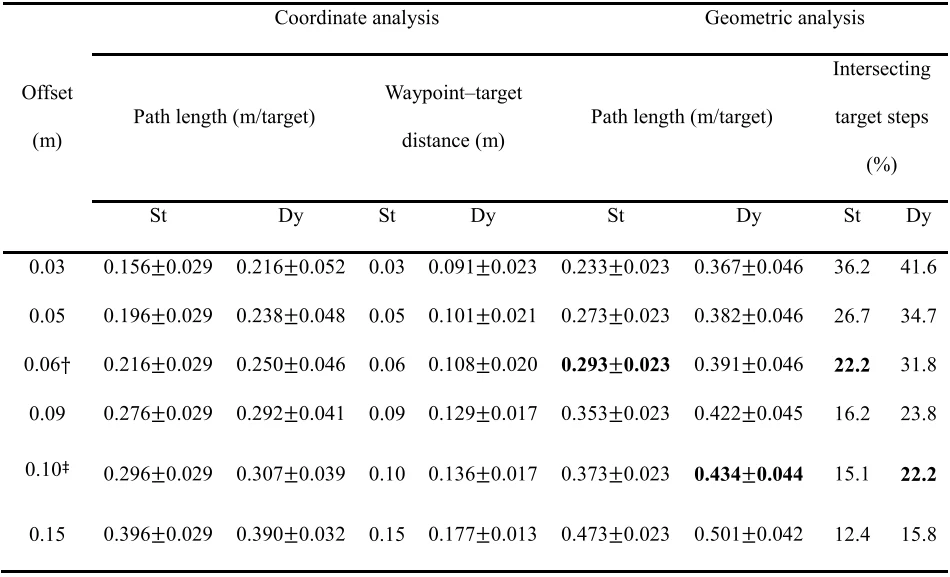 Coordinate analysis Geometric analysis
Offset (m) Path length (m/target) Waypoint–target distance (m) Path length (m/target) Intersecting target steps (%)
St Dy St Dy St Dy St Dy
0.03 0.156±0.029 0.216±0.052 0.03 0.091±0.023 0.233±0.023 0.367±0.046 36.2 41.6
0.05 0.196±0.029 0.238±0.048 0.05 0.101±0.021 0.273±0.023 0.382±0.046 26.7 34.7
0.06† 0.216±0.029 0.250±0.046 0.06 0.108±0.020 0.293±0.023 0.391±0.046 22.2 31.8
0.09 0.276±0.029 0.292±0.041 0.09 0.129±0.017 0.353±0.023 0.422±0.045 16.2 23.8
0.10‡ 0.296±0.029 0.307±0.039 0.10 0.136±0.017 0.373±0.023 0.434±0.044 15.1 22.2
0.15 0.396±0.029 0.390±0.032 0.15 0.177±0.013 0.473±0.023 0.501±0.042 12.4 15.8